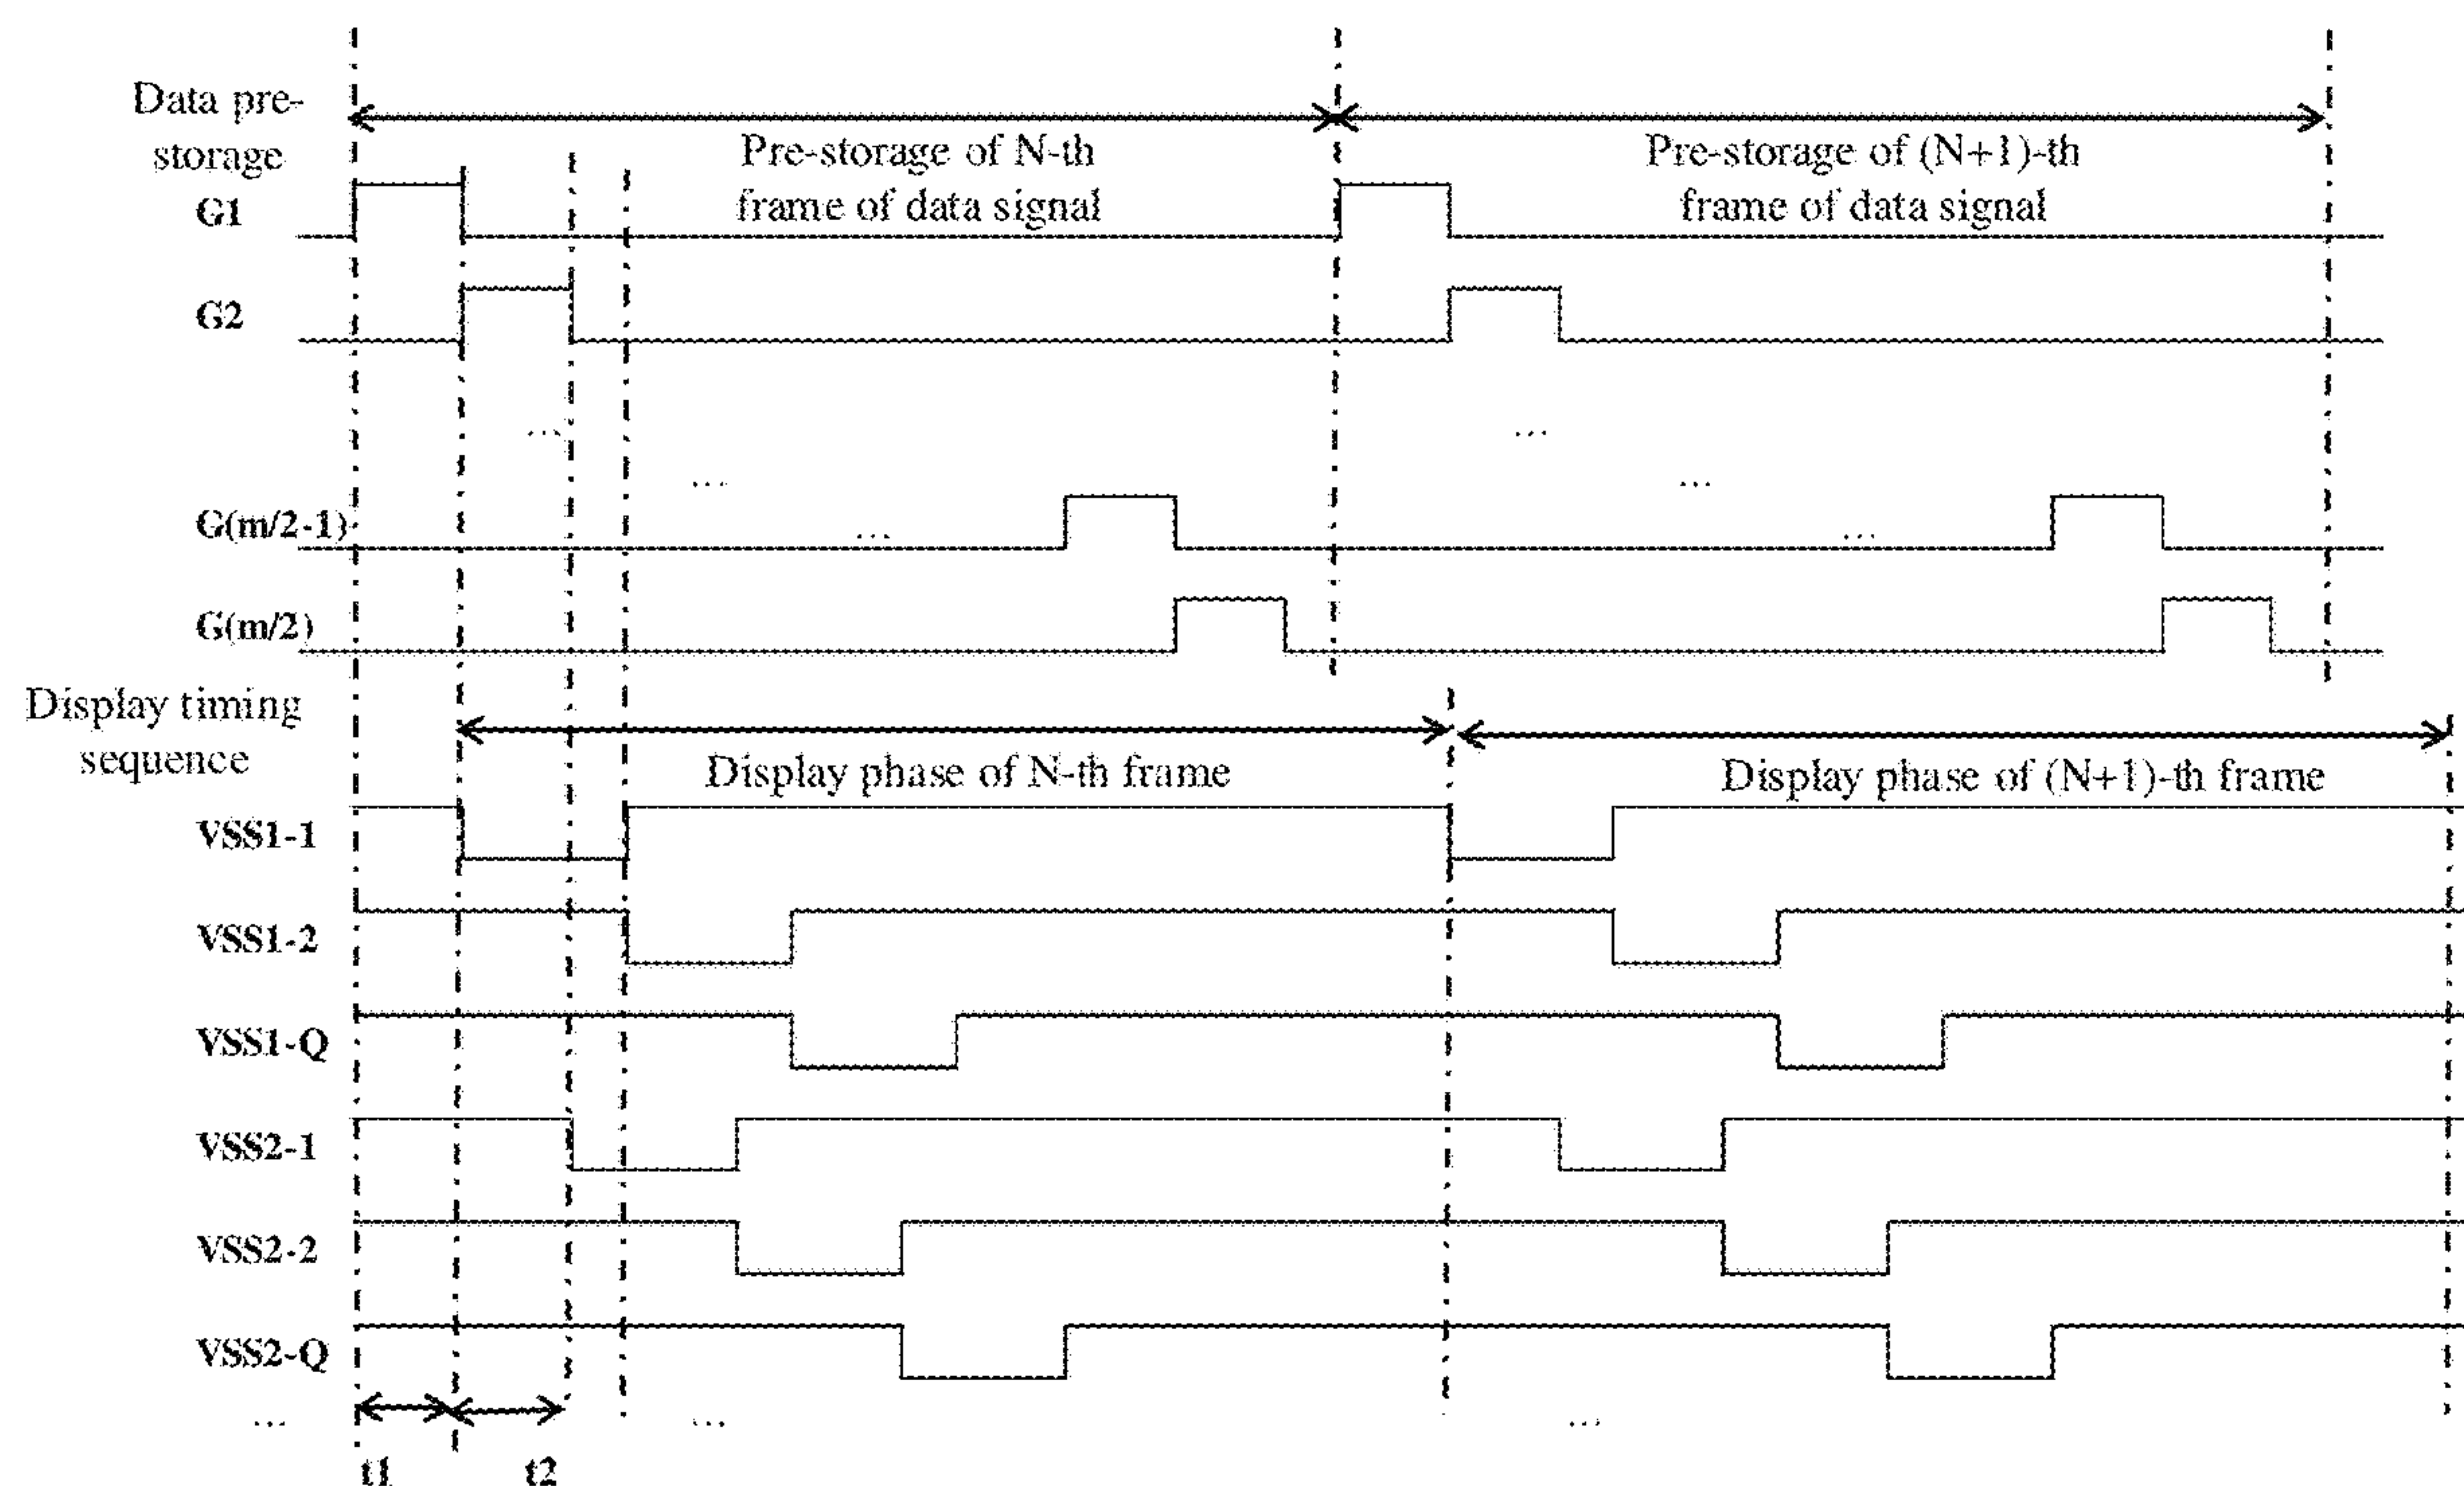 Data pre-
storage
Pre-storage of N-th
frame of data signal
Pre-storage of (N+1)-th
frame of data signal
G1
G2
...
...
...
...
G(m/2-1)
...
...
G(m/2)
Display timing
sequence
Display phase of N-th frame
Display phase of (N+1)-th frame
VSS1-1
VSS1-2
VSS1-Q
VSS2-1
VSS2-2
VSS2-Q
...
...
...
t1
t2